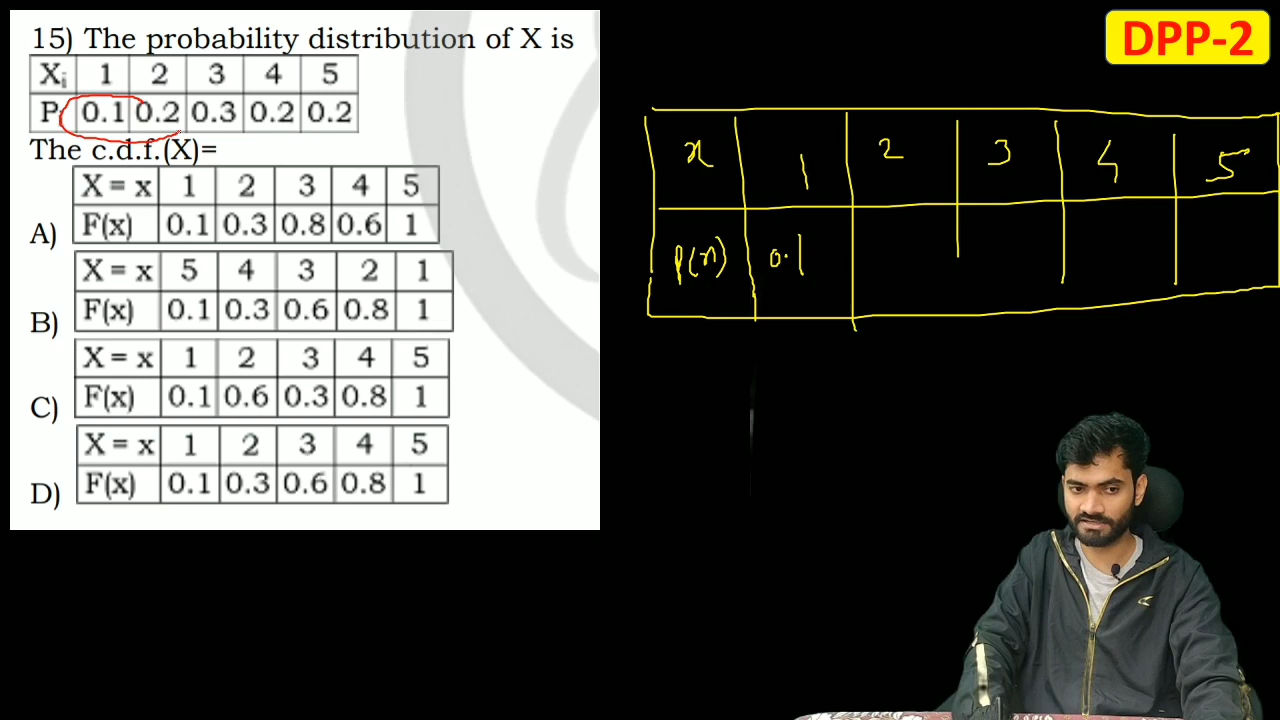 DPP-2
15) The probability distribution of X is
Xi 1 2 3 4 5
Pi 0.1 0.2 0.3 0.2 0.2
The c.d.f.(X)=
A)
X = x 1 2 3 4 5
F(x) 0.1 0.3 0.8 0.6 1
B)
X = x 5 4 3 2 1
F(x) 0.1 0.3 0.6 0.8 1
C)
X = x 1 2 3 4 5
F(x) 0.1 0.6 0.3 0.8 1
D)
X = x 1 2 3 4 5
F(x) 0.1 0.3 0.6 0.8 1
x 1 2 3 4 5
P(x) 0.1